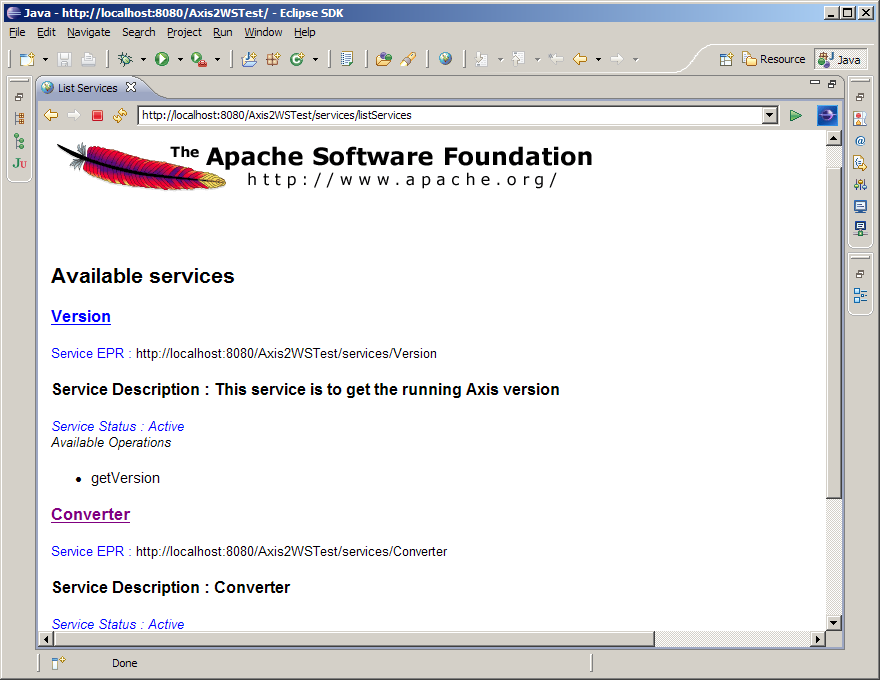 Java - http://localhost:8080/Axis2WSTest/ - Eclipse SDK
File Edit Navigate Search Project Run Window Help
Resource Java
List Services
http://localhost:8080/Axis2WSTest/services/listServices
Ju
@
The Apache Software Foundation
http://www.apache.org/
Available services
Version
Service EPR : http://localhost:8080/Axis2WSTest/services/Version
Service Description : This service is to get the running Axis version
Service Status : Active
Available Operations
• getVersion
Converter
Service EPR : http://localhost:8080/Axis2WSTest/services/Converter
Service Description : Converter
Service Status : Active
Done